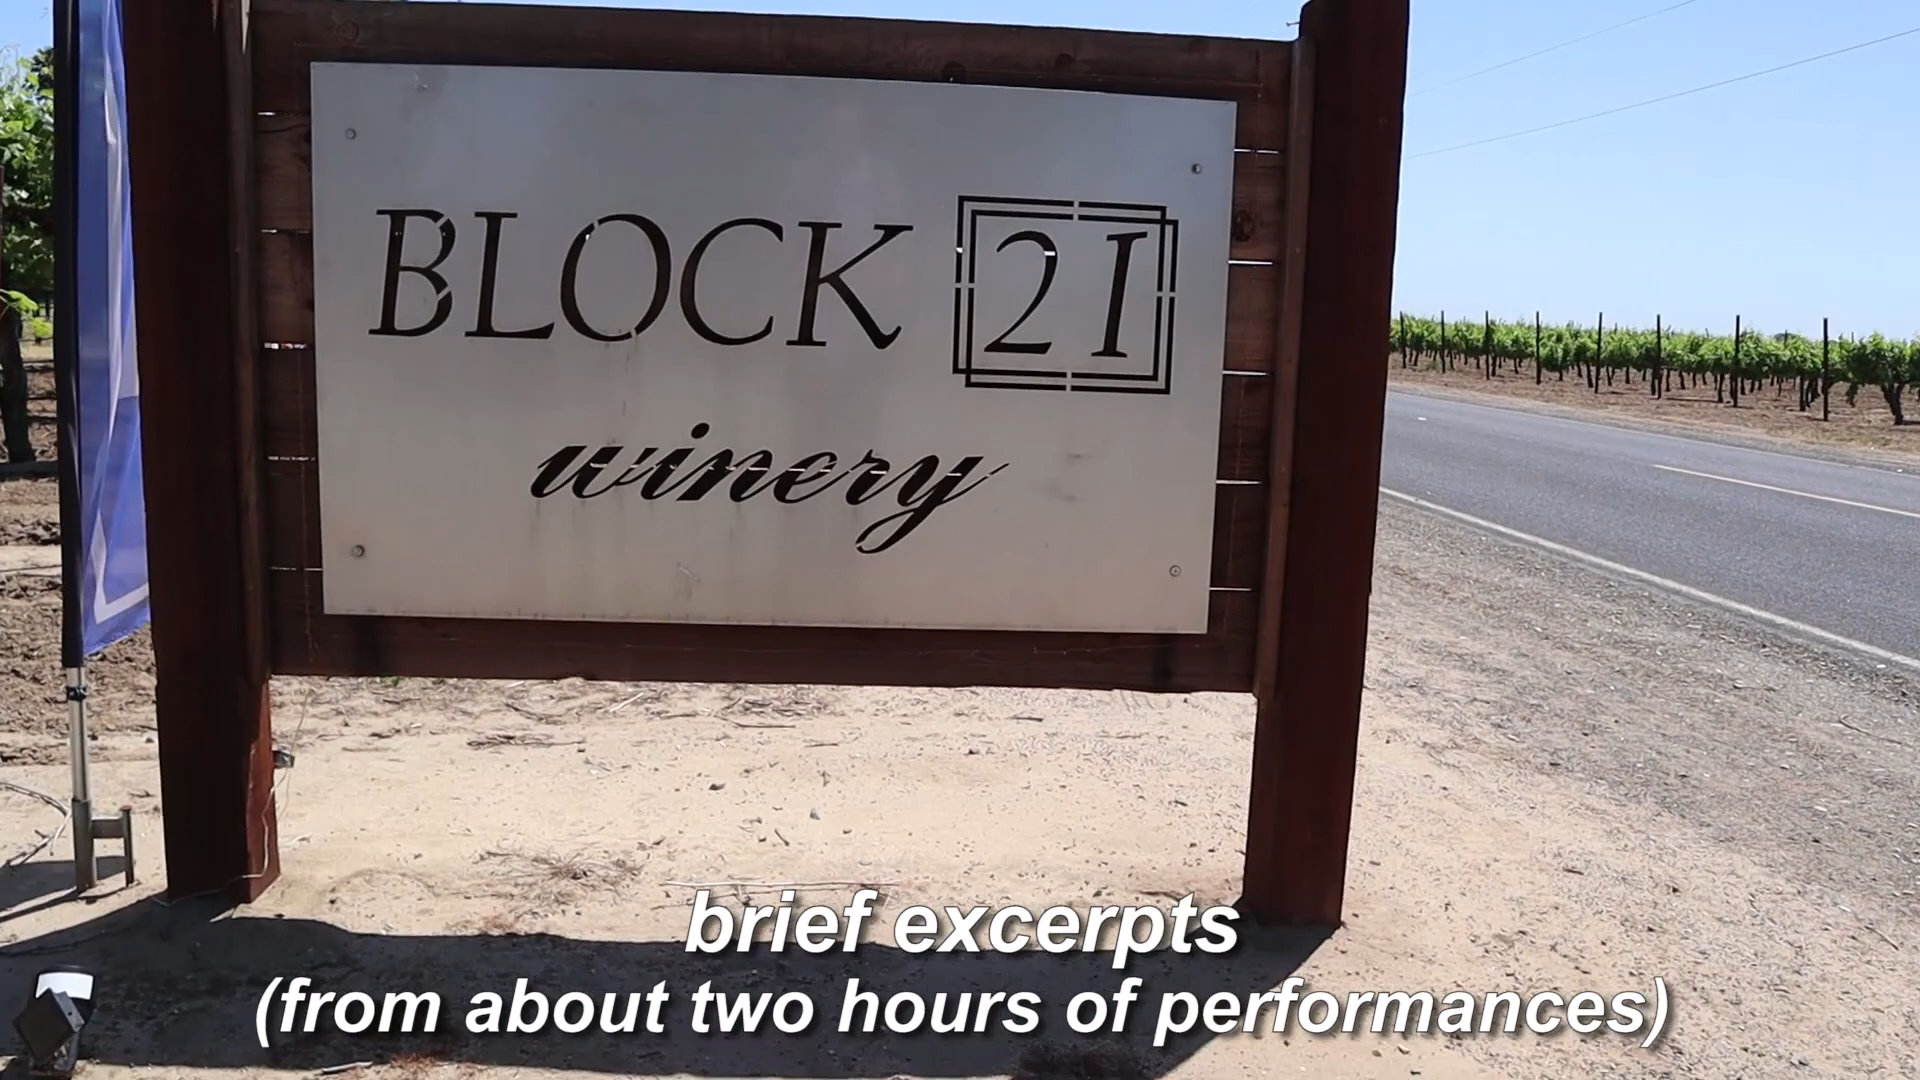 BLOCK 21
winery
brief excerpts
(from about two hours of performances)